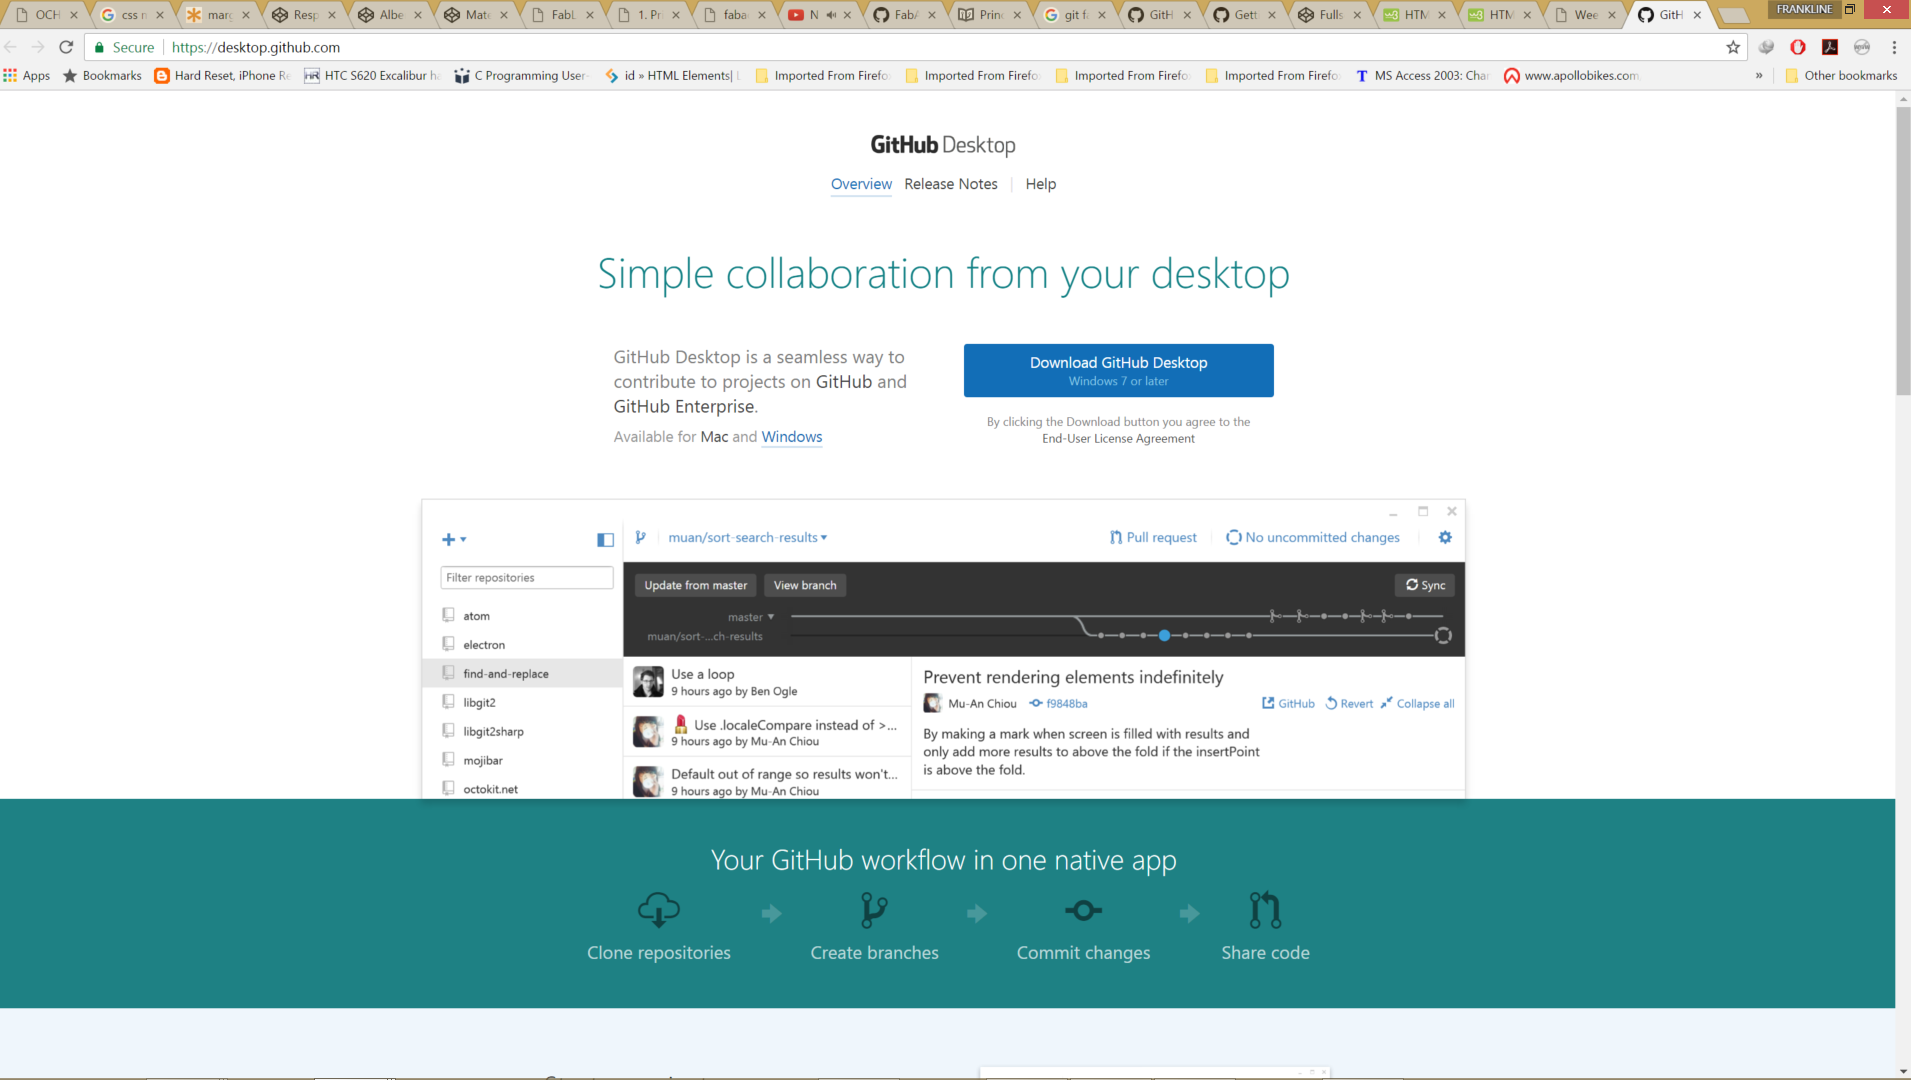 OCH
css n
marg
Resp
Albe
Mate
FabL
1. Pr
faba
N
FabA
Princ
git fa
GitH
Gett
Fulls
HTM
HTM
Wee
GitH
FRANKLINE
Secure https://desktop.github.com
Apps
Bookmarks
Hard Reset, iPhone Re
HTC S620 Excalibur ha
C Programming User-
id » HTML Elements| L
Imported From Firefo
Imported From Firefo
Imported From Firefo
Imported From Firefo
MS Access 2003: Char
www.apollobikes.com
»
Other bookmarks
GitHub Desktop
Overview Release Notes Help
Simple collaboration from your desktop
GitHub Desktop is a seamless way to
contribute to projects on GitHub and
GitHub Enterprise.
Available for Mac and Windows
Download GitHub Desktop
Windows 7 or later
By clicking the Download button you agree to the
End-User License Agreement
muan/sort-search-results
Pull request
No uncommitted changes
Filter repositories
atom
electron
find-and-replace
libgit2
libgit2sharp
mojibar
octokit.net
Update from master
View branch
Sync
master
muan/sort-...ch-results
Use a loop
9 hours ago by Ben Ogle
Use .localeCompare instead of >...
9 hours ago by Mu-An Chiou
Default out of range so results won't...
9 hours ago by Mu-An Chiou
Prevent rendering elements indefinitely
Mu-An Chiou f9848ba
GitHub Revert Collapse all
By making a mark when screen is filled with results and
only add more results to above the fold if the insertPoint
is above the fold.
Your GitHub workflow in one native app
Clone repositories
Create branches
Commit changes
Share code